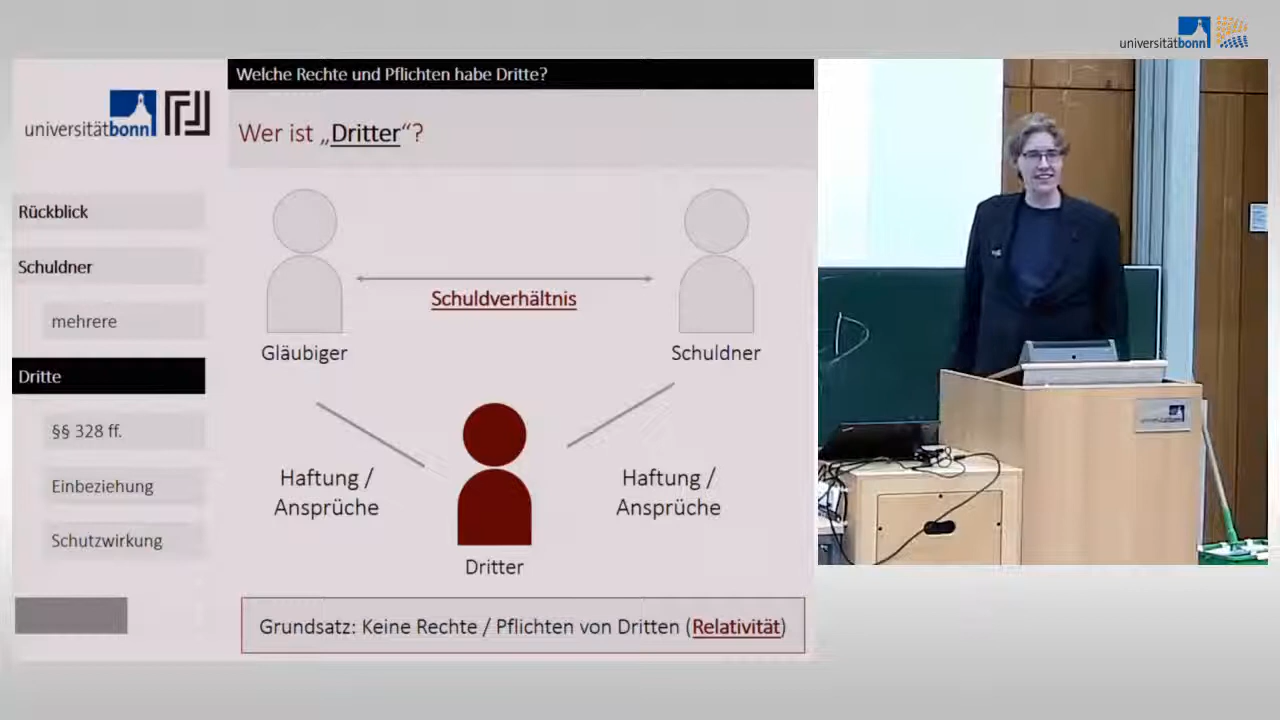 universitätbonn
Welche Rechte und Pflichten habe Dritte?
universitätbonn
Wer ist „Dritter“?
Rückblick
Schuldner
mehrere
Dritte
§§ 328 ff.
Einbeziehung
Schutzwirkung
Schuldverhältnis
Gläubiger
Schuldner
Haftung /
Ansprüche
Haftung /
Ansprüche
Dritter
Grundsatz: Keine Rechte / Pflichten von Dritten (Relativität)